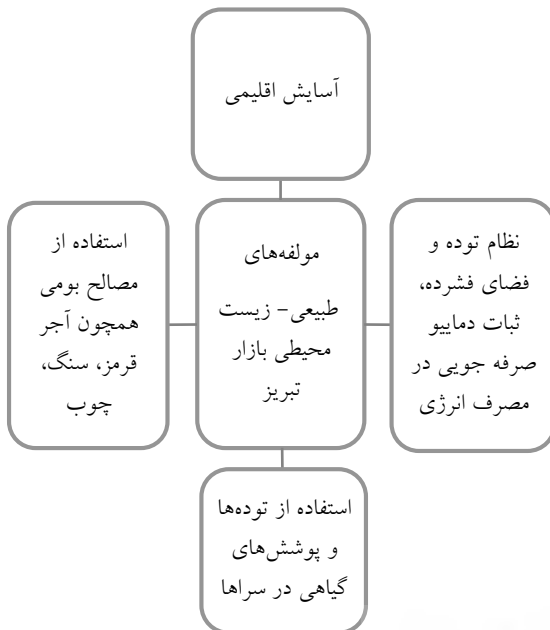 آسایش اقلیمی
نظام توده و
فضای فشرده،
ثبات دماییو
صرفه جویی در
مصرف انرژی
مولفه‌های
طبیعی- زیست
محیطی بازار
تبریز
استفاده از
مصالح بومی
همچون آجر
قرمز، سنگ،
چوب
استفاده از توده‌ها
و پوشش‌های
گیاهی در سراها